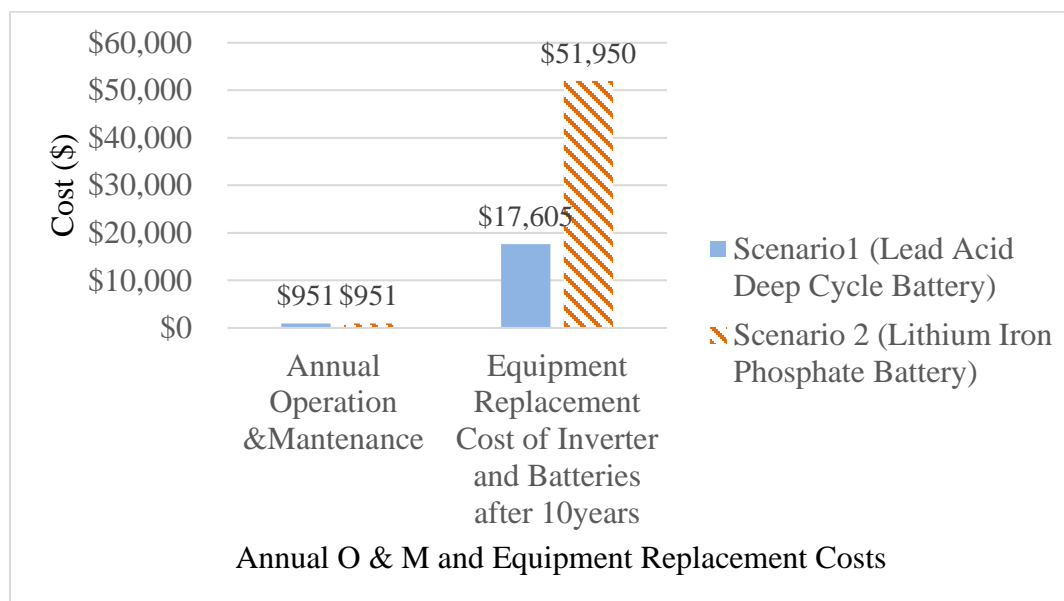 $60,000
$50,000
$40,000
$30,000
$20,000
$10,000
$0
Cost ($)
$951
$951
$17,605
$51,950
Annual
Operation
&Mantenance
Equipment
Replacement
Cost of Inverter
and Batteries
after 10years
Annual O & M and Equipment Replacement Costs
Scenario1 (Lead Acid
Deep Cycle Battery)
Scenario 2 (Lithium Iron
Phosphate Battery)